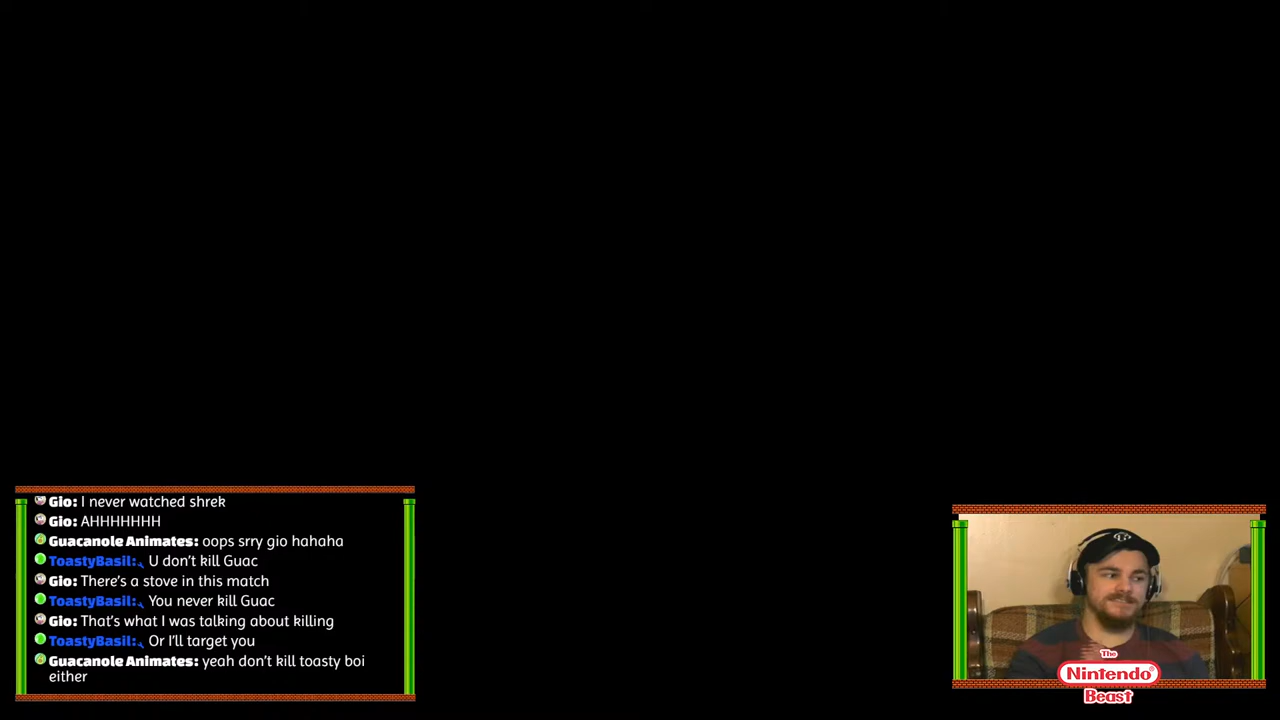 Gio: I never watched shrek
Gio: AHHHHHHH
Guacanole Animates: oops srry gio hahaha
ToastyBasil: U don't kill Guac
Gio: There's a stove in this match
ToastyBasil: You never kill Guac
Gio: That's what I was talking about killing
ToastyBasil: Or I'll target you
Guacanole Animates: yeah don't kill toasty boi
either
The
Nintendo
Beast